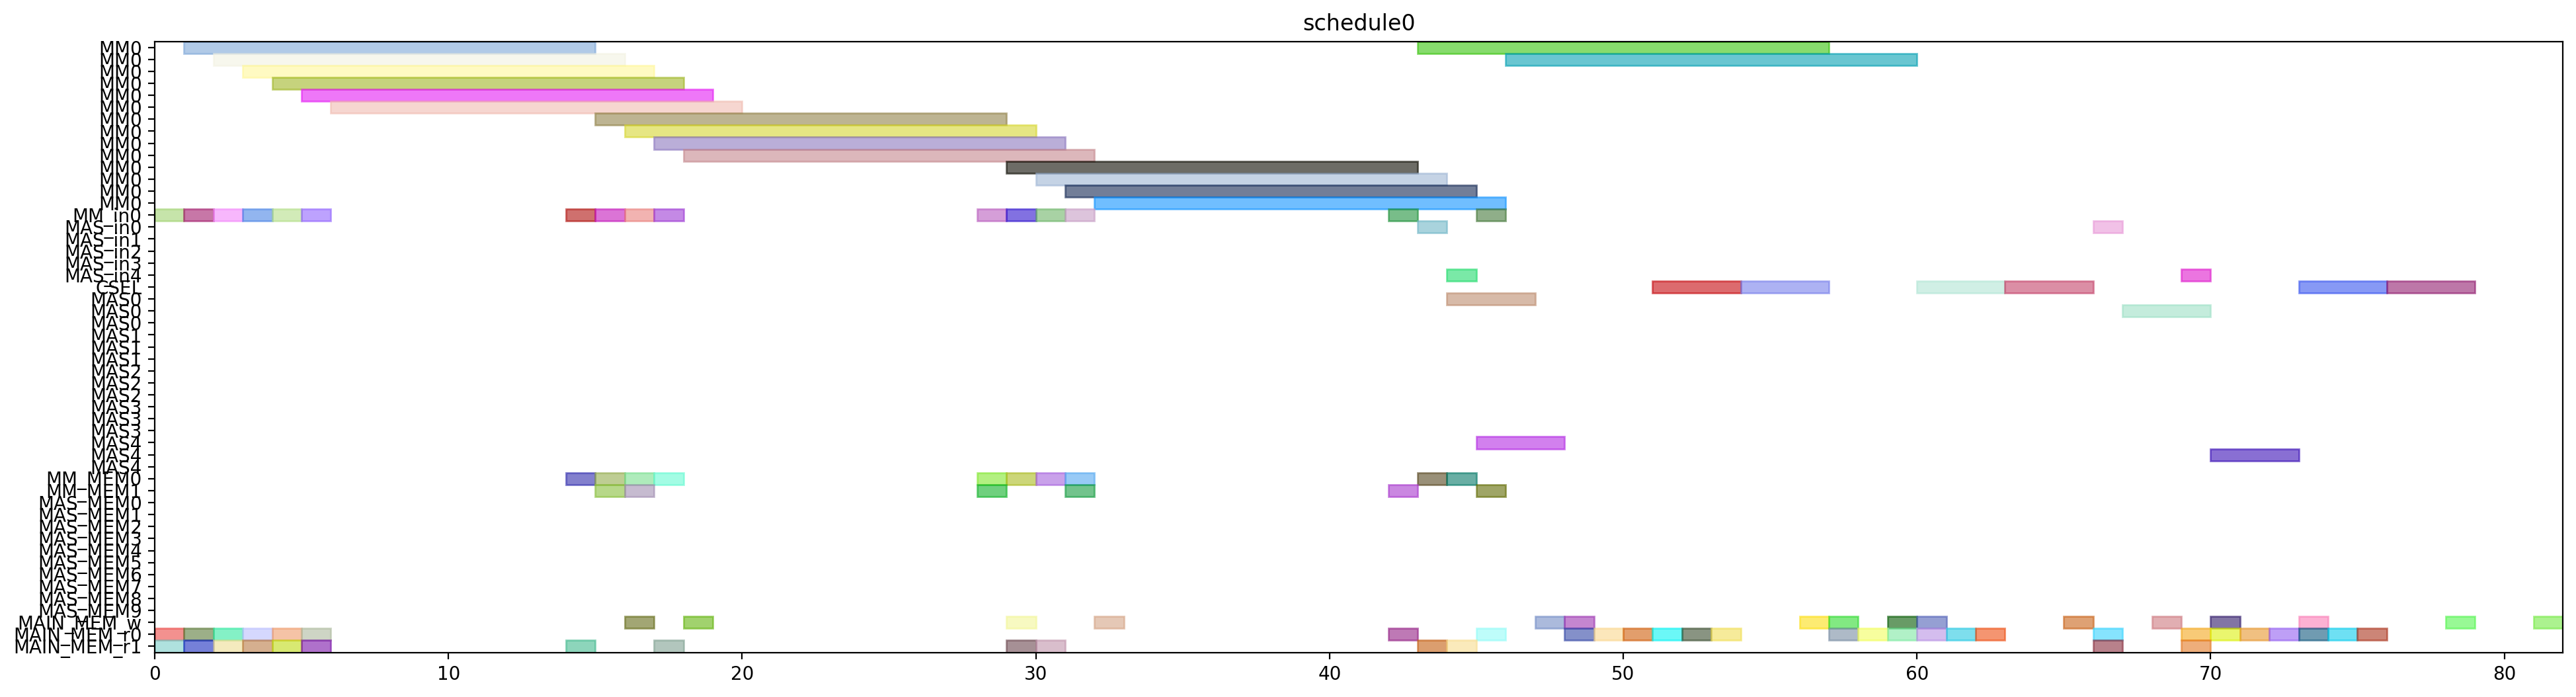 schedule0
MM0
MM0
MM0
MM0
MM0
MM0
MM0
MM0
MM0
MM0
MM0
MM0
MM0
MM0
MM_in0
MAS_in0
MAS_in1
MAS_in2
MAS_in3
MAS_in4
CSEL
MAS0
MAS0
MAS0
MAS1
MAS1
MAS1
MAS2
MAS2
MAS2
MAS3
MAS3
MAS3
MAS4
MAS4
MAS4
MM_MEM0
MM_MEM1
MAS_MEM0
MAS_MEM1
MAS_MEM2
MAS_MEM3
MAS_MEM4
MAS_MEM5
MAS_MEM6
MAS_MEM7
MAS_MEM8
MAS_MEM9
MAIN_MEM_w
MAIN_MEM_r0
MAIN_MEM_r1
0 10 20 30 40 50 60 70 80